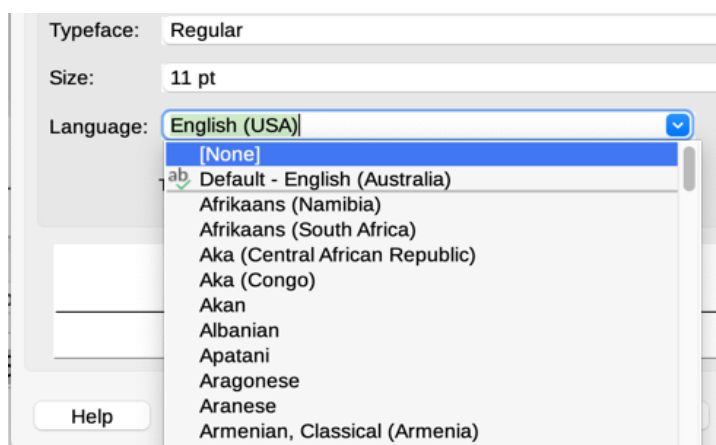 Typeface: Regular
Size: 11 pt
Language: English (USA)
[None]
ab Default - English (Australia)
Afrikaans (Namibia)
Afrikaans (South Africa)
Aka (Central African Republic)
Aka (Congo)
Akan
Albanian
Apatani
Aragonese
Aranese
Armenian, Classical (Armenia)
Help